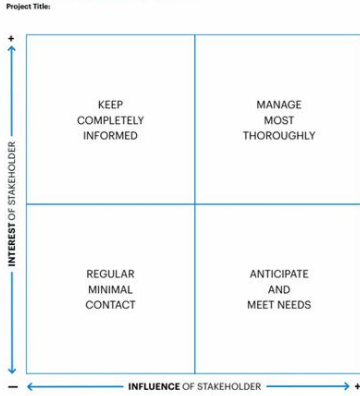 Project Title:
+
KEEP
COMPLETELY
INFORMED
MANAGE
MOST
THOROUGHLY
INTEREST OF STAKEHOLDER
REGULAR
MINIMAL
CONTACT
ANTICIPATE
AND
MEET NEEDS
— INFLUENCE OF STAKEHOLDER +